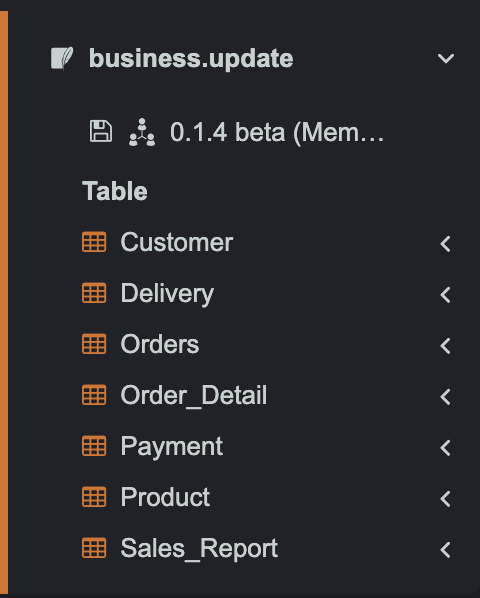 business.update
0.1.4 beta (Mem...
Table
Customer
Delivery
Orders
Order_Detail
Payment
Product
Sales_Report